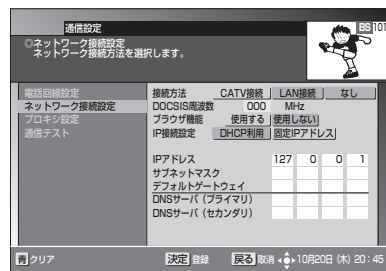 通信設定
BS 101
◎ネットワーク接続設定
ネットワーク接続方法を選択します。
電話回線設定
ネットワーク接続設定
プロキシ設定
通信テスト
接続方法 CATV接続 LAN接続 なし
DOCSIS周波数 000 MHz
ブラウザ機能 使用する 使用しない
IP接続設定 DHCP利用 固定IPアドレス
IPアドレス 127 0 0 1
サブネットマスク
デフォルトゲートウェイ
DNSサーバ (プライマリ)
DNSサーバ (セカンダリ)
青 クリア 決定 登録 戻る 取消 10月20日 (木) 20:45